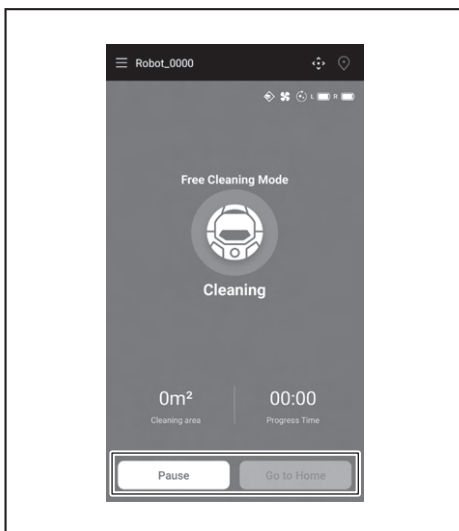 Robot_0000
L R
Free Cleaning Mode
Cleaning
0m² 00:00
Cleaning area Progress Time
Pause Go to Home